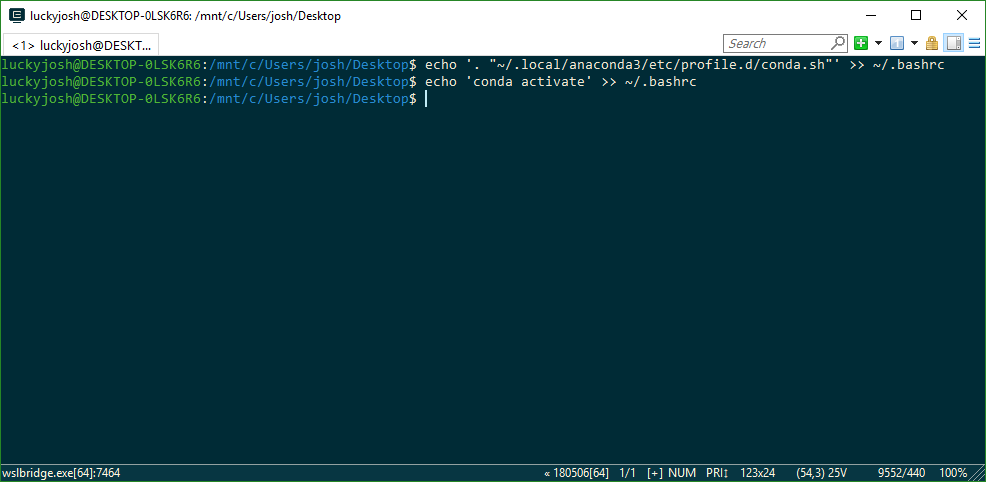 luckyjosh@DESKTOP-0LSK6R6: /mnt/c/Users/josh/Desktop
<1> luckyjosh@DESKT...
Search
luckyjosh@DESKTOP-0LSK6R6:/mnt/c/Users/josh/Desktop$ echo '. "~/.local/anaconda3/etc/profile.d/conda.sh"' >> ~/.bashrc
luckyjosh@DESKTOP-0LSK6R6:/mnt/c/Users/josh/Desktop$ echo 'conda activate' >> ~/.bashrc
luckyjosh@DESKTOP-0LSK6R6:/mnt/c/Users/josh/Desktop$
wslbridge.exe[64]:7464 « 180506[64] 1/1 [+] NUM PRI↕ 123x24 (54,3) 25V 9552/440 100%